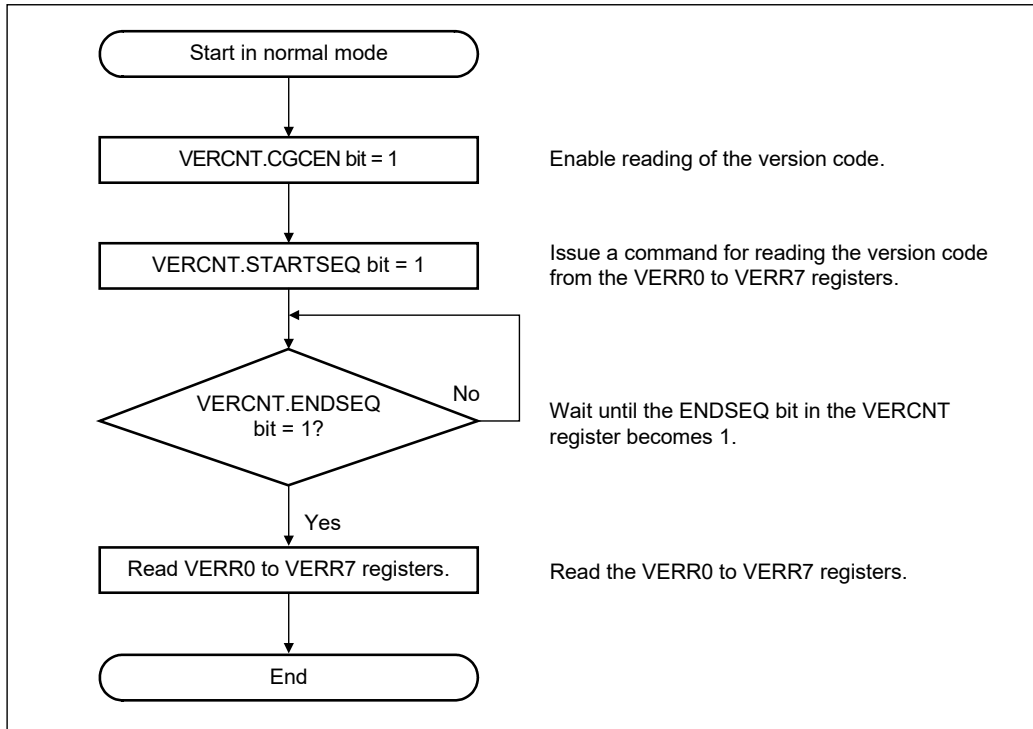 Start in normal mode
VERCNT.CGCEN bit = 1
Enable reading of the version code.
VERCNT.STARTSEQ bit = 1
Issue a command for reading the version code
from the VERR0 to VERR7 registers.
VERCNT.ENDSEQ
bit = 1?
No
Wait until the ENDSEQ bit in the VERCNT
register becomes 1.
Yes
Read VERR0 to VERR7 registers.
Read the VERR0 to VERR7 registers.
End